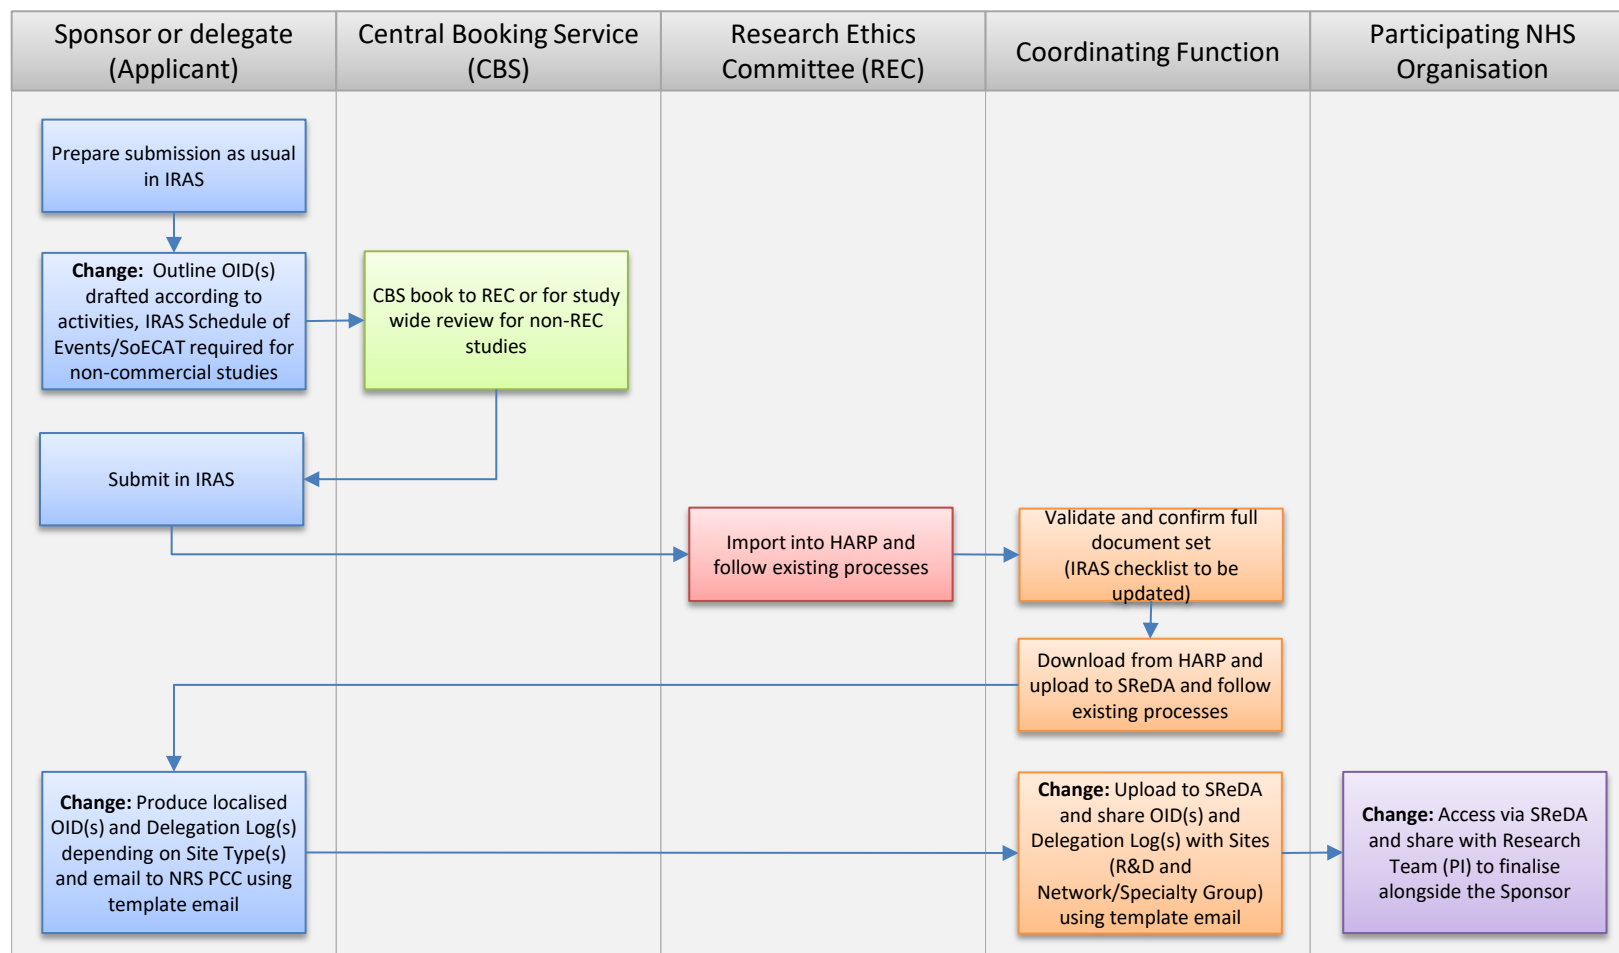 Sponsor or delegate
(Applicant)
Central Booking Service
(CBS)
Research Ethics
Committee (REC)
Coordinating Function
Participating NHS
Organisation
Prepare submission as usual
in IRAS
Change:  Outline OID(s)
drafted according to
activities, IRAS Schedule of
Events/SoECAT required for
non-commercial studies
CBS book to REC or for study
wide review for non-REC
studies
Submit in IRAS
Import into HARP and
follow existing processes
Validate and confirm full
document set
(IRAS checklist to be
updated)
Download from HARP and
upload to SReDA and follow
existing processes
Change: Produce localised
OID(s) and Delegation Log(s)
depending on Site Type(s)
and email to NRS PCC using
template email
Change: Upload to SReDA
and share OID(s) and
Delegation Log(s) with Sites
(R&D and
Network/Specialty Group)
using template email
Change: Access via SReDA
and share with Research
Team (PI) to finalise
alongside the Sponsor